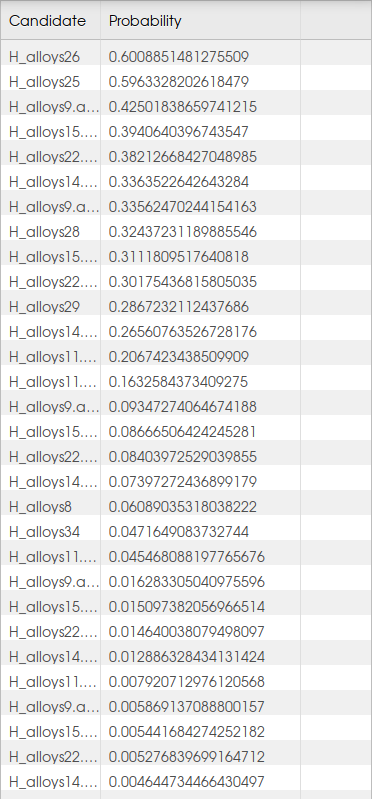 Candidate Probability
H_alloys26 0.6008851481275509
H_alloys25 0.5963328202618479
H_alloys9.a... 0.42501838659741215
H_alloys15.... 0.3940640396743547
H_alloys22.... 0.38212668427048985
H_alloys14.... 0.3363522642643284
H_alloys9.a... 0.33562470244154163
H_alloys28 0.32437231189885546
H_alloys15.... 0.3111809517640818
H_alloys22.... 0.30175436815805035
H_alloys29 0.2867232112437686
H_alloys14.... 0.26560763526728176
H_alloys11.... 0.2067423438509909
H_alloys11.... 0.1632584373409275
H_alloys9.a... 0.09347274064674188
H_alloys15.... 0.08666506424245281
H_alloys22.... 0.08403972529039855
H_alloys14.... 0.07397272436899179
H_alloys8 0.06089035318038222
H_alloys34 0.0471649083732744
H_alloys11.... 0.045468088197765676
H_alloys9.a... 0.016283305040975596
H_alloys15.... 0.015097382056966514
H_alloys22.... 0.014640038079498097
H_alloys14.... 0.012886328434131424
H_alloys11.... 0.007920712976120568
H_alloys9.a... 0.005869137088800157
H_alloys15.... 0.005441684274252182
H_alloys22.... 0.005276839699164712
H_alloys14.... 0.004644734466430497